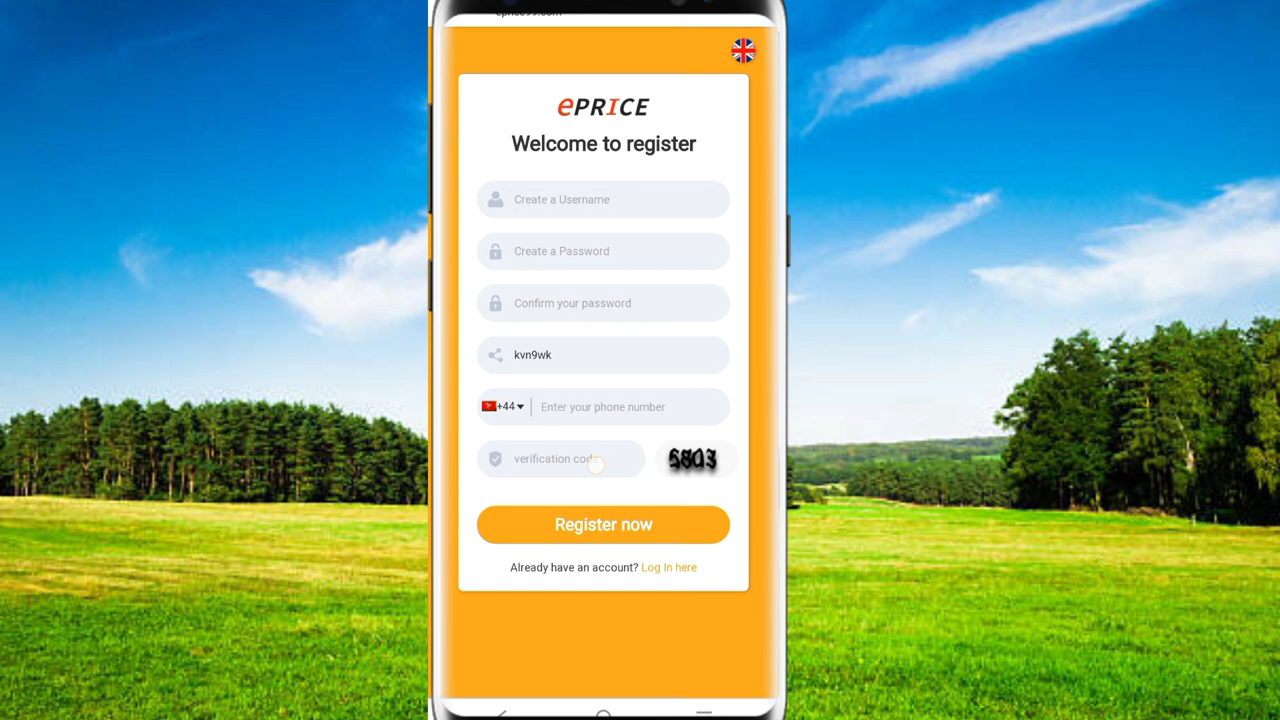 ePRICE
Welcome to register
Create a Username
Create a Password
Confirm your password
kvn9wk
+44 Enter your phone number
verification code 5803
Register now
Already have an account? Log In here